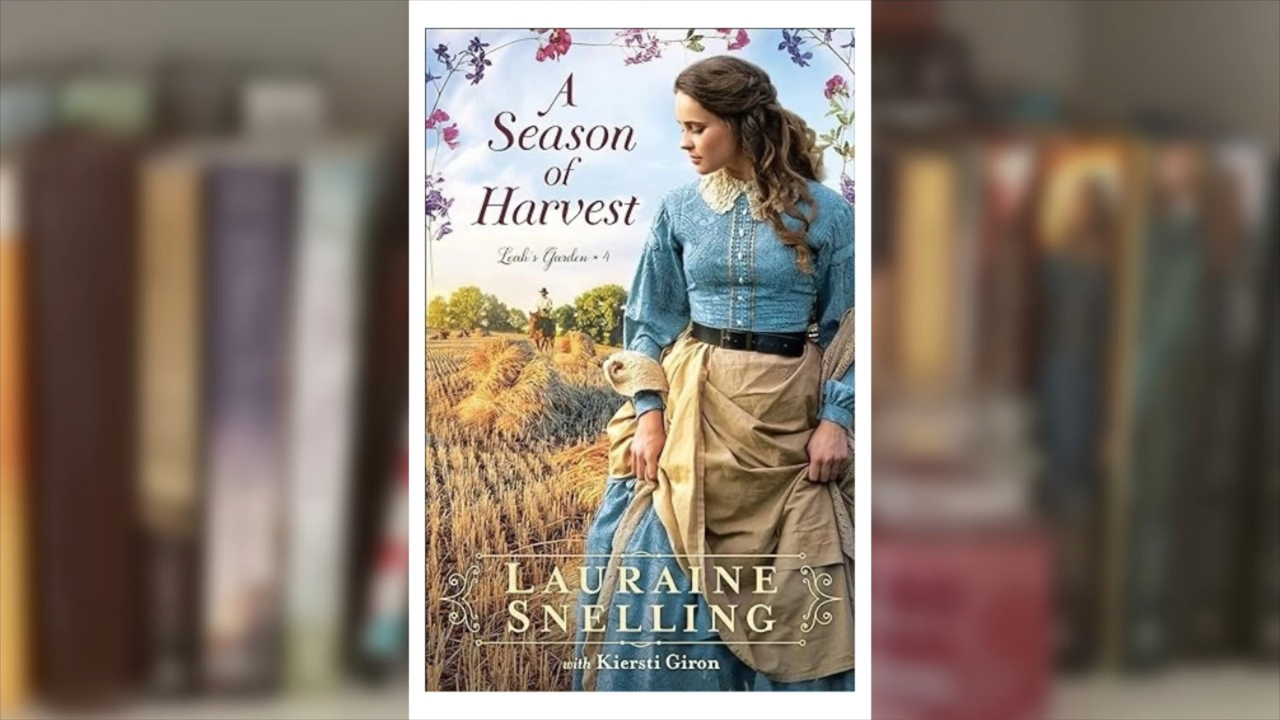 A
Season
of
Harvest
Leah's Garden • 4
LAURAINE
SNELLING
with Kiersti Giron